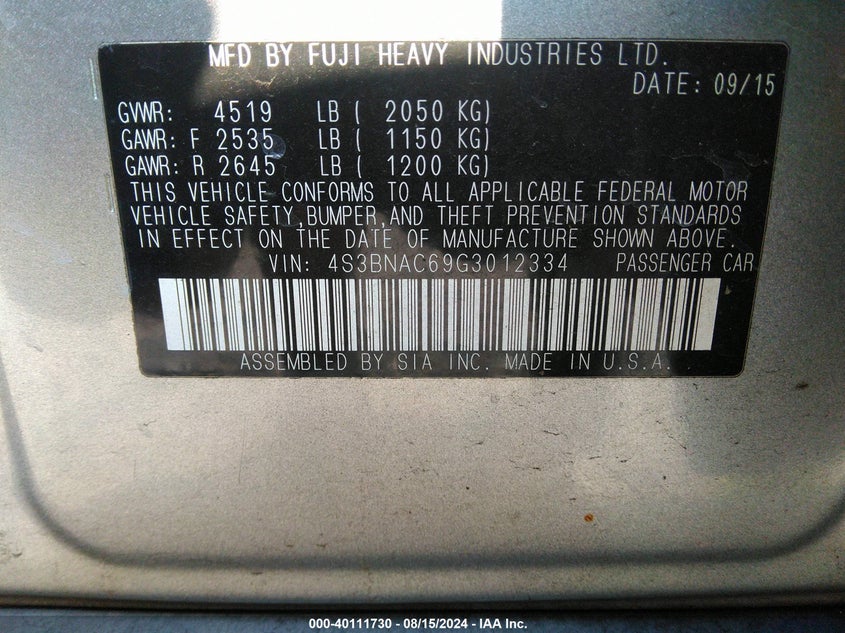 MFD BY FUJI HEAVY INDUSTRIES LTD.
DATE: 09/15
GVWR: 4519 LB ( 2050 KG)
GAWR: F 2535 LB ( 1150 KG)
GAWR: R 2645 LB ( 1200 KG)
THIS VEHICLE CONFORMS TO ALL APPLICABLE FEDERAL MOTOR
VEHICLE SAFETY,BUMPER,AND THEFT PREVENTION STANDARDS
IN EFFECT ON THE DATE OF MANUFACTURE SHOWN ABOVE.
VIN: 4S3BNAC69G3012334 PASSENGER CAR
ASSEMBLED BY SIA INC. MADE IN U.S.A.
000-40111730 - 08/15/2024 - IAA Inc.